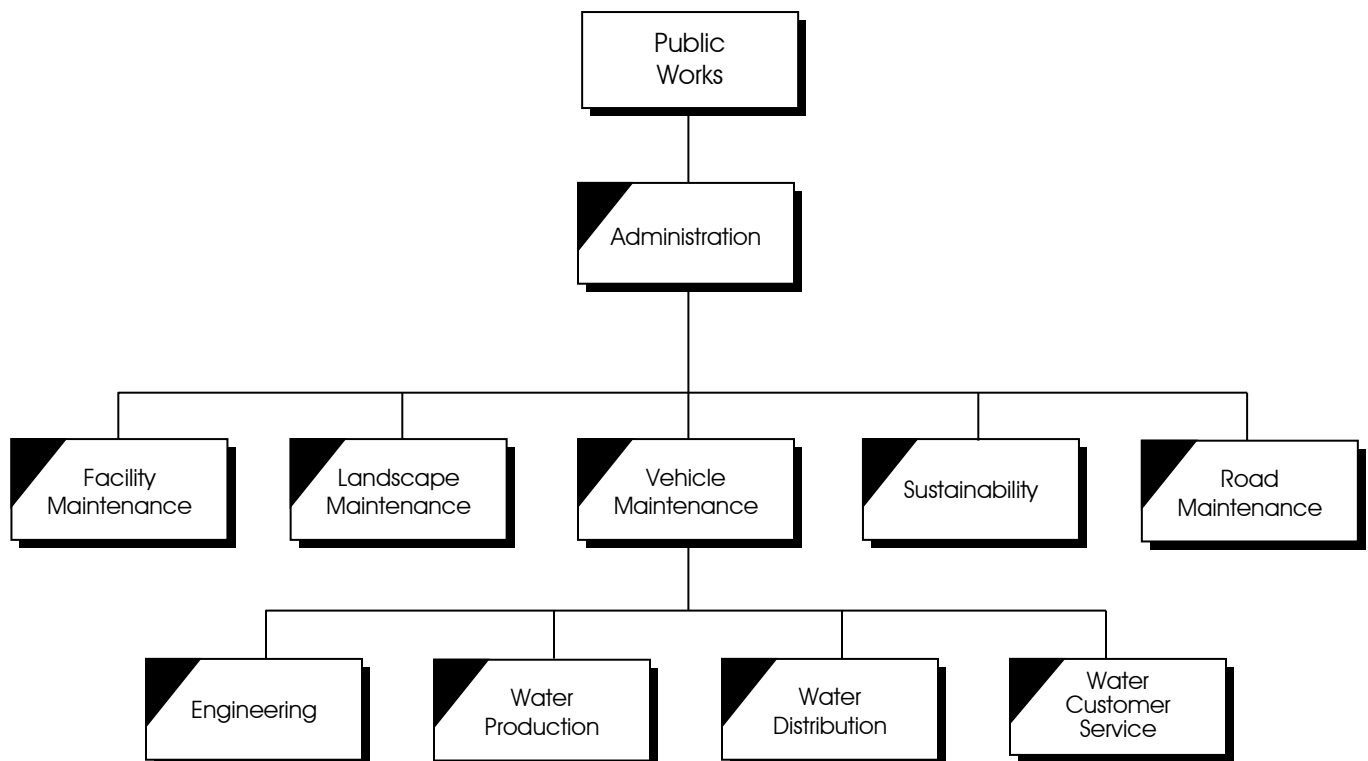 Public
Works
Administration
Facility
Maintenance
Landscape
Maintenance
Vehicle
Maintenance
Sustainability
Road
Maintenance
Engineering
Water
Production
Water
Distribution
Water
Customer
Service